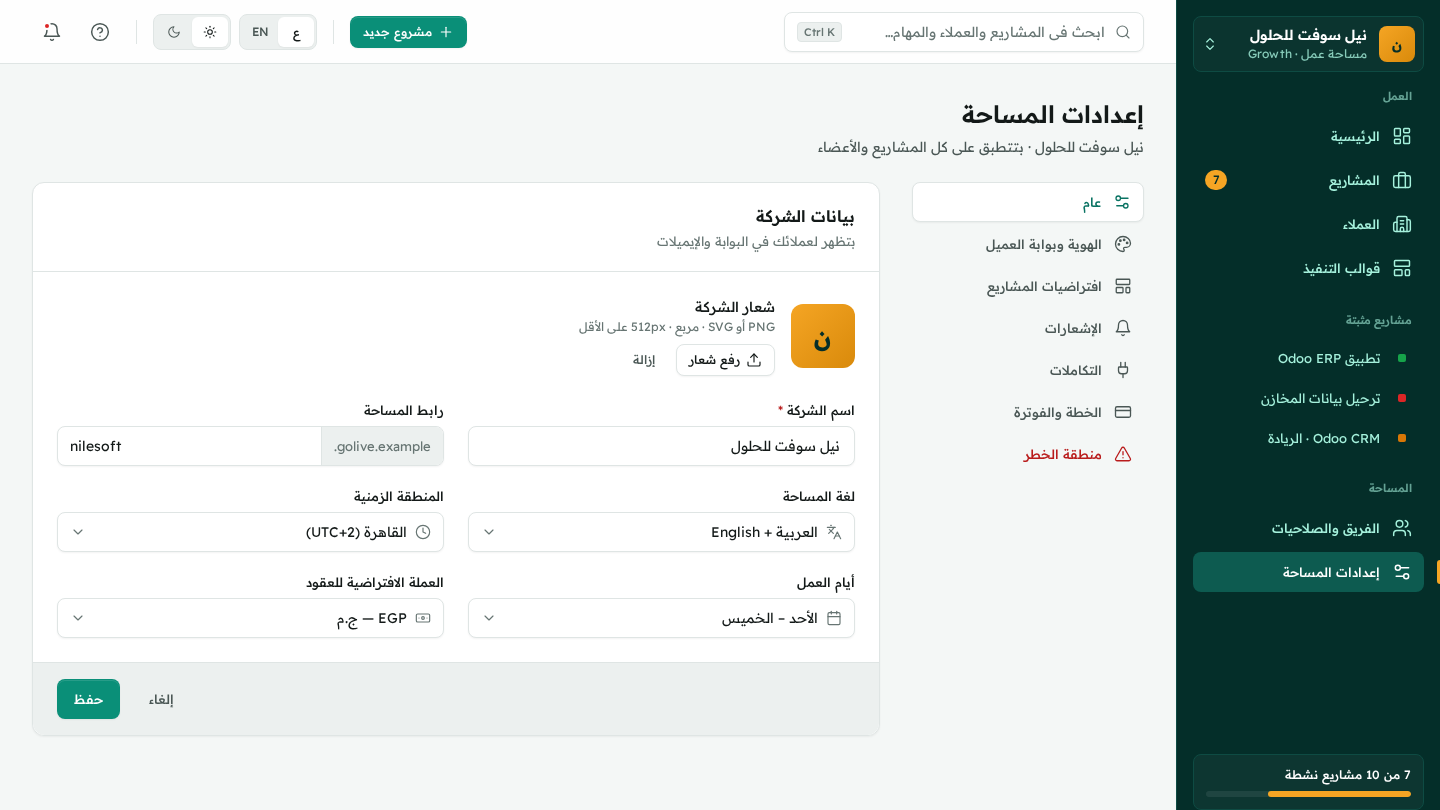 ن
نيل سوفت للحلول
مساحة عمل · Growth
العمل
الرئيسية
المشاريع
7
العملاء
قوالب التنفيذ
مشاريع مثبتة
تطبيق Odoo ERP
ترحيل بيانات المخازن
Odoo CRM · الريادة
المساحة
الفريق والصلاحيات
إعدادات المساحة
7 من 10 مشاريع نشطة
ابحث في المشاريع والعملاء والمهام…
Ctrl K
مشروع جديد
ع
EN
إعدادات المساحة
نيل سوفت للحلول · بتتطبق على كل المشاريع والأعضاء
عام
الهوية وبوابة العميل
افتراضيات المشاريع
الإشعارات
التكاملات
الخطة والفوترة
منطقة الخطر
بيانات الشركة
بتظهر لعملائك في البوابة والإيميلات
ن
شعار الشركة
PNG أو SVG · مربع · 512px على الأقل
رفع شعار
إزالة
اسم الشركة *
نيل سوفت للحلول
رابط المساحة
.golive.example
nilesoft
لغة المساحة
العربية + English
المنطقة الزمنية
القاهرة (UTC+2)
أيام العمل
الأحد – الخميس
العملة الافتراضية للعقود
EGP — ج.م
إلغاء
حفظ